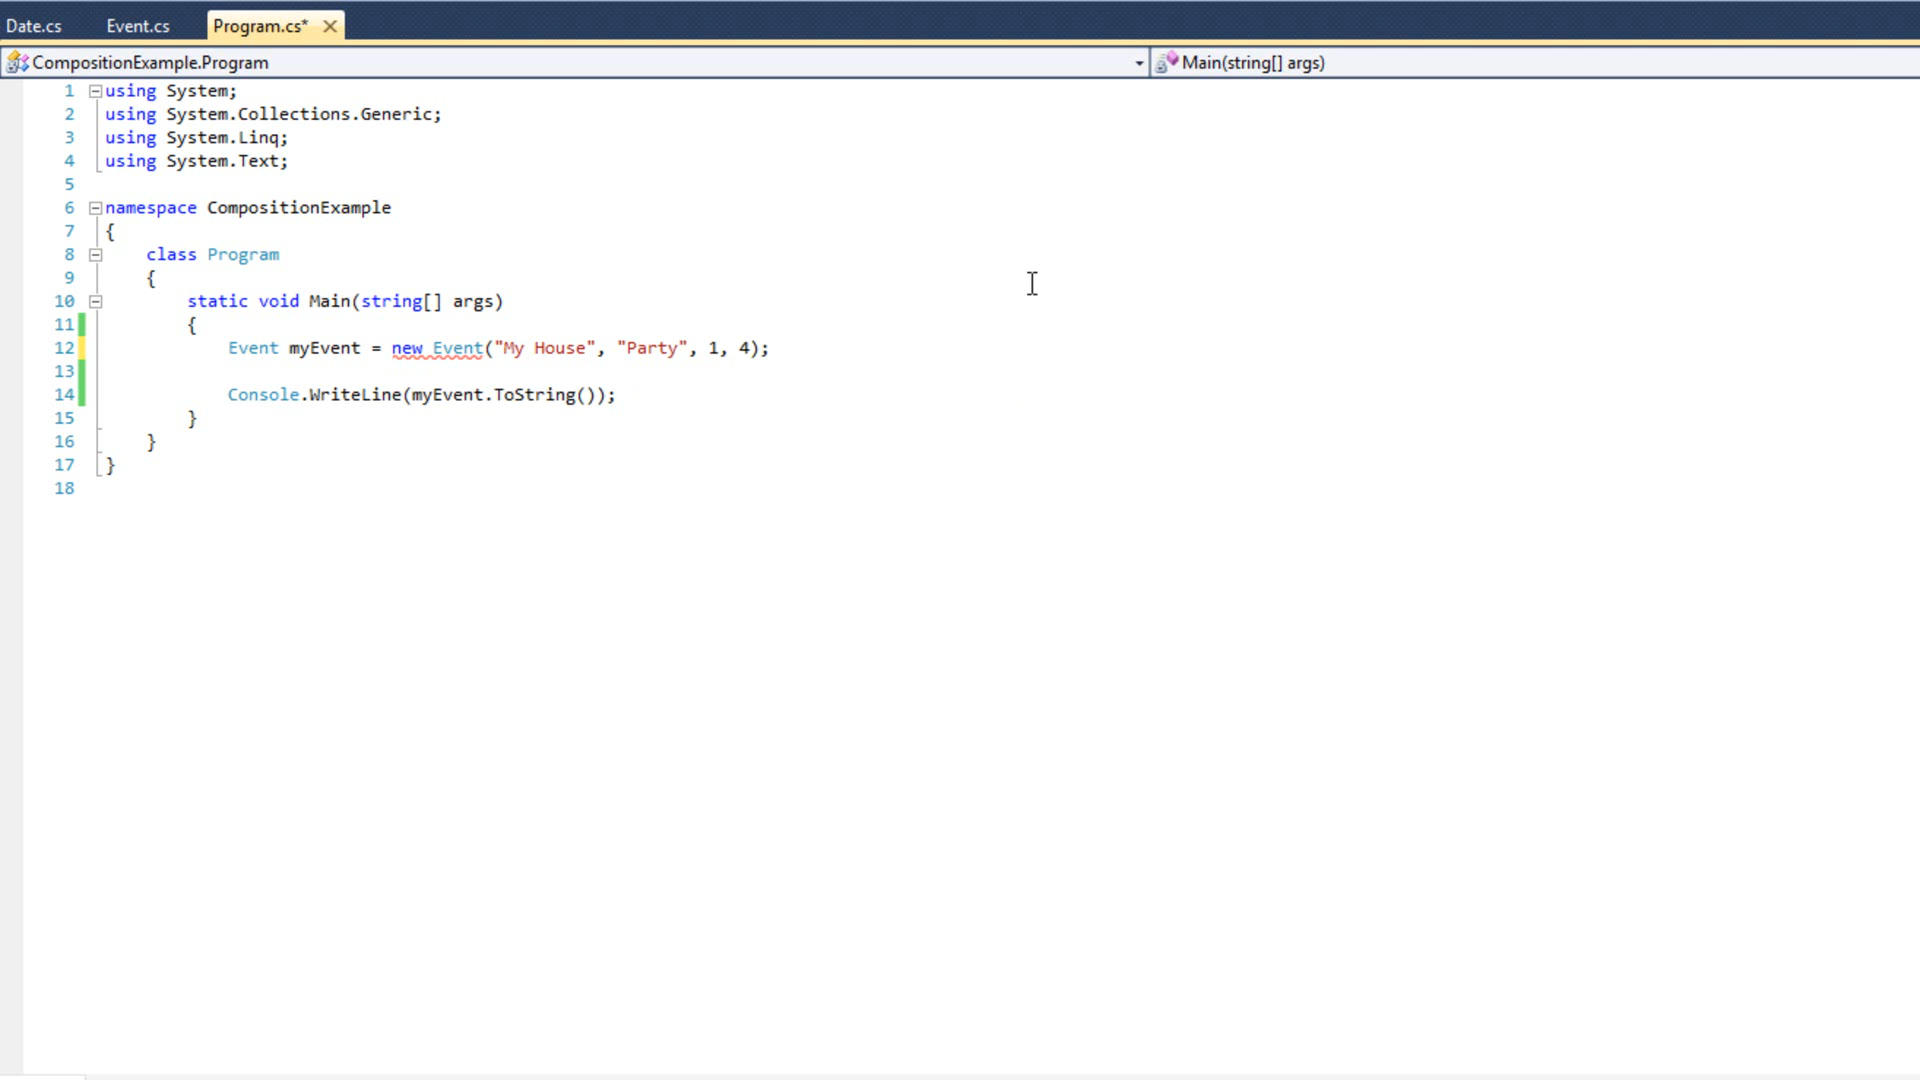 Date.cs Event.cs Program.cs*
CompositionExample.Program Main(string[] args)
1 using System;
2 using System.Collections.Generic;
3 using System.Linq;
4 using System.Text;
5
6 namespace CompositionExample
7 {
8 class Program
9 {
10 static void Main(string[] args)
11 {
12 Event myEvent = new Event("My House", "Party", 1, 4);
13
14 Console.WriteLine(myEvent.ToString());
15 }
16 }
17 }
18